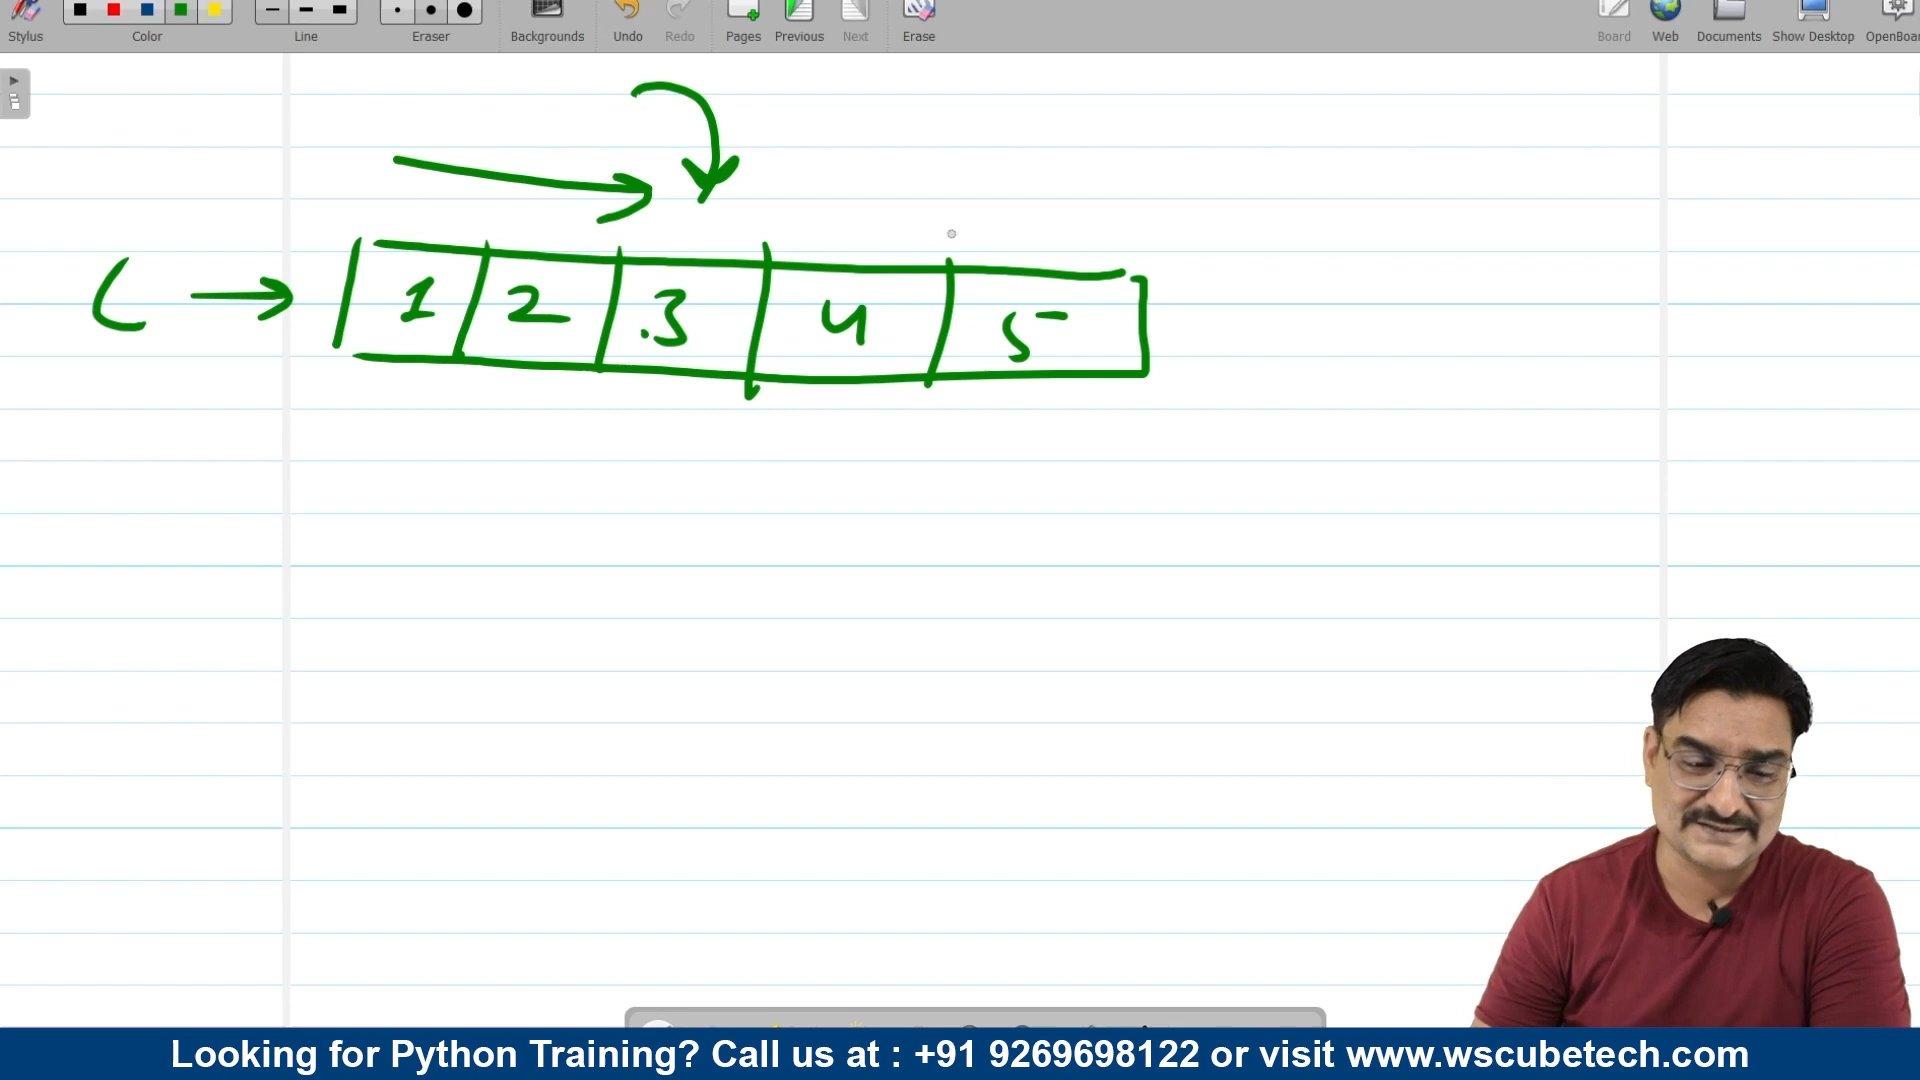 Stylus Color Line Eraser Backgrounds Undo Redo Pages Previous Next Erase Board Web Documents Show Desktop OpenBoar
1 2 .3 4 5
Looking for Python Training? Call us at : +91 9269698122 or visit www.wscubetech.com